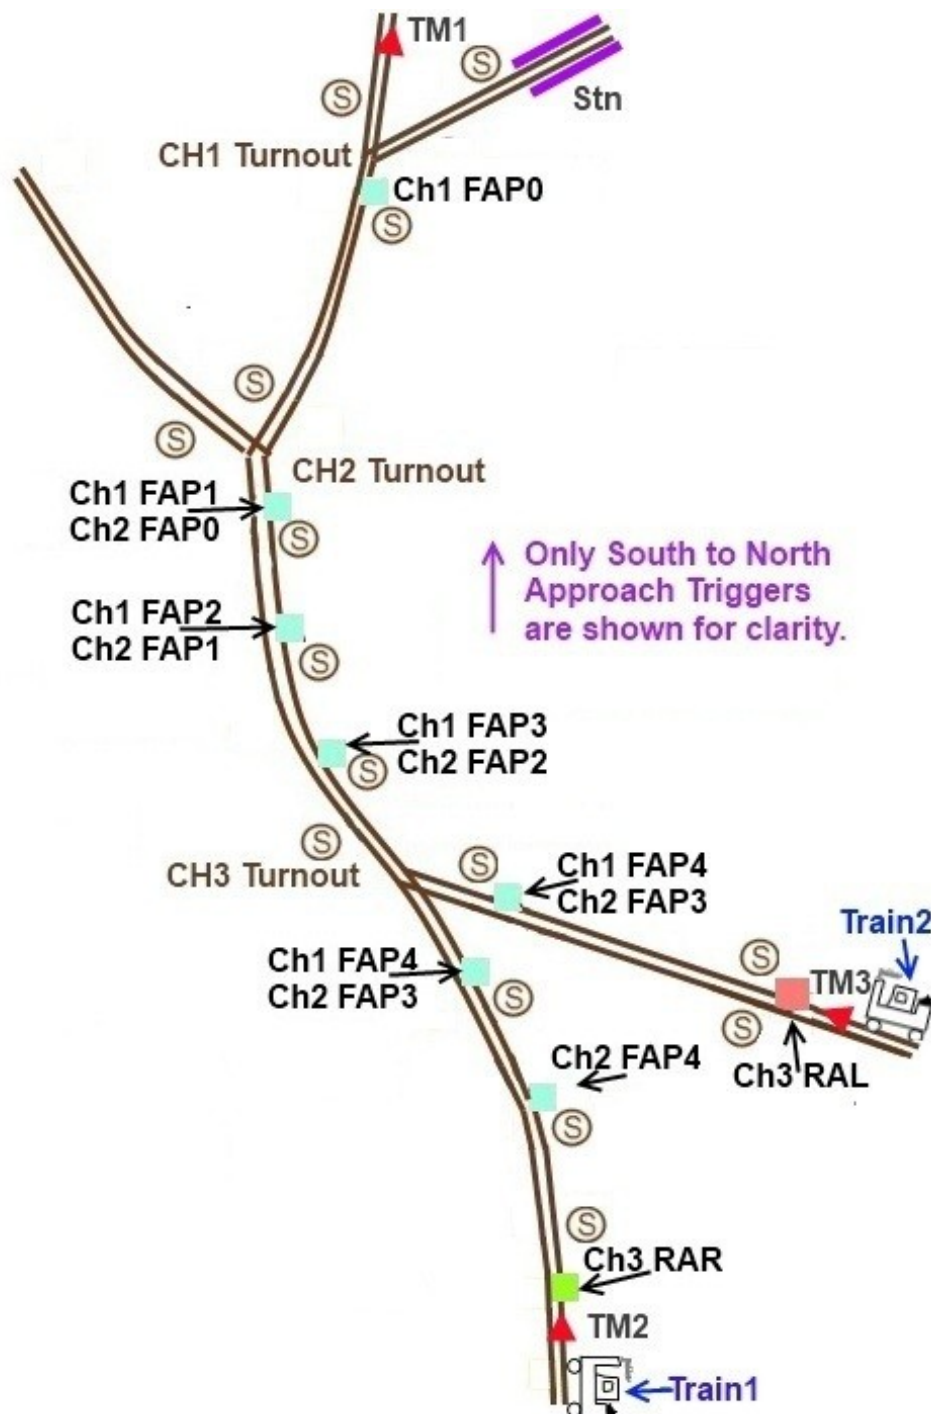 TM1
S
Stn
S
CH1 Turnout
Ch1 FAP0
S
S
S
CH2 Turnout
Ch1 FAP1
Ch2 FAP0
S
Only South to North
Approach Triggers
are shown for clarity.
Ch1 FAP2
Ch2 FAP1
S
Ch1 FAP3
Ch2 FAP2
S
S
CH3 Turnout
S
Ch1 FAP4
Ch2 FAP3
Train2
Ch1 FAP4
Ch2 FAP3
S
S
TM3
S
Ch2 FAP4
Ch3 RAL
S
S
Ch3 RAR
TM2
Train1